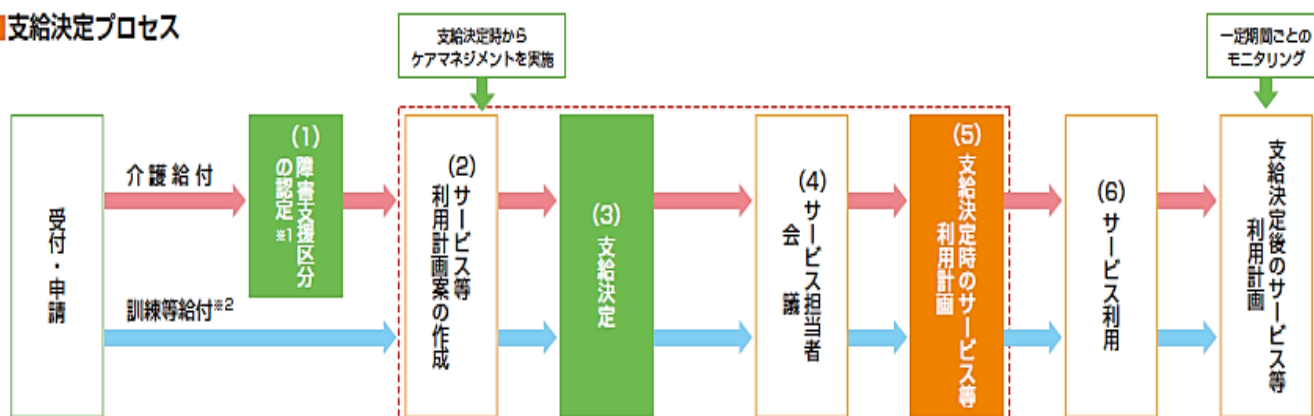 支給決定プロセス
支給決定時から
ケアマネジメントを実施
一定期間ごとの
モニタリング
受付・申請
介護給付
訓練等給付※2
(1)
障害支援区分
の認定※1
(2)サービス等
利用計画案の作成
(3)支給決定
(4)サービス担当者
会議
(5)支給決定時のサービス等
利用計画
(6)サービス利用
支給決定後のサービス等
利用計画